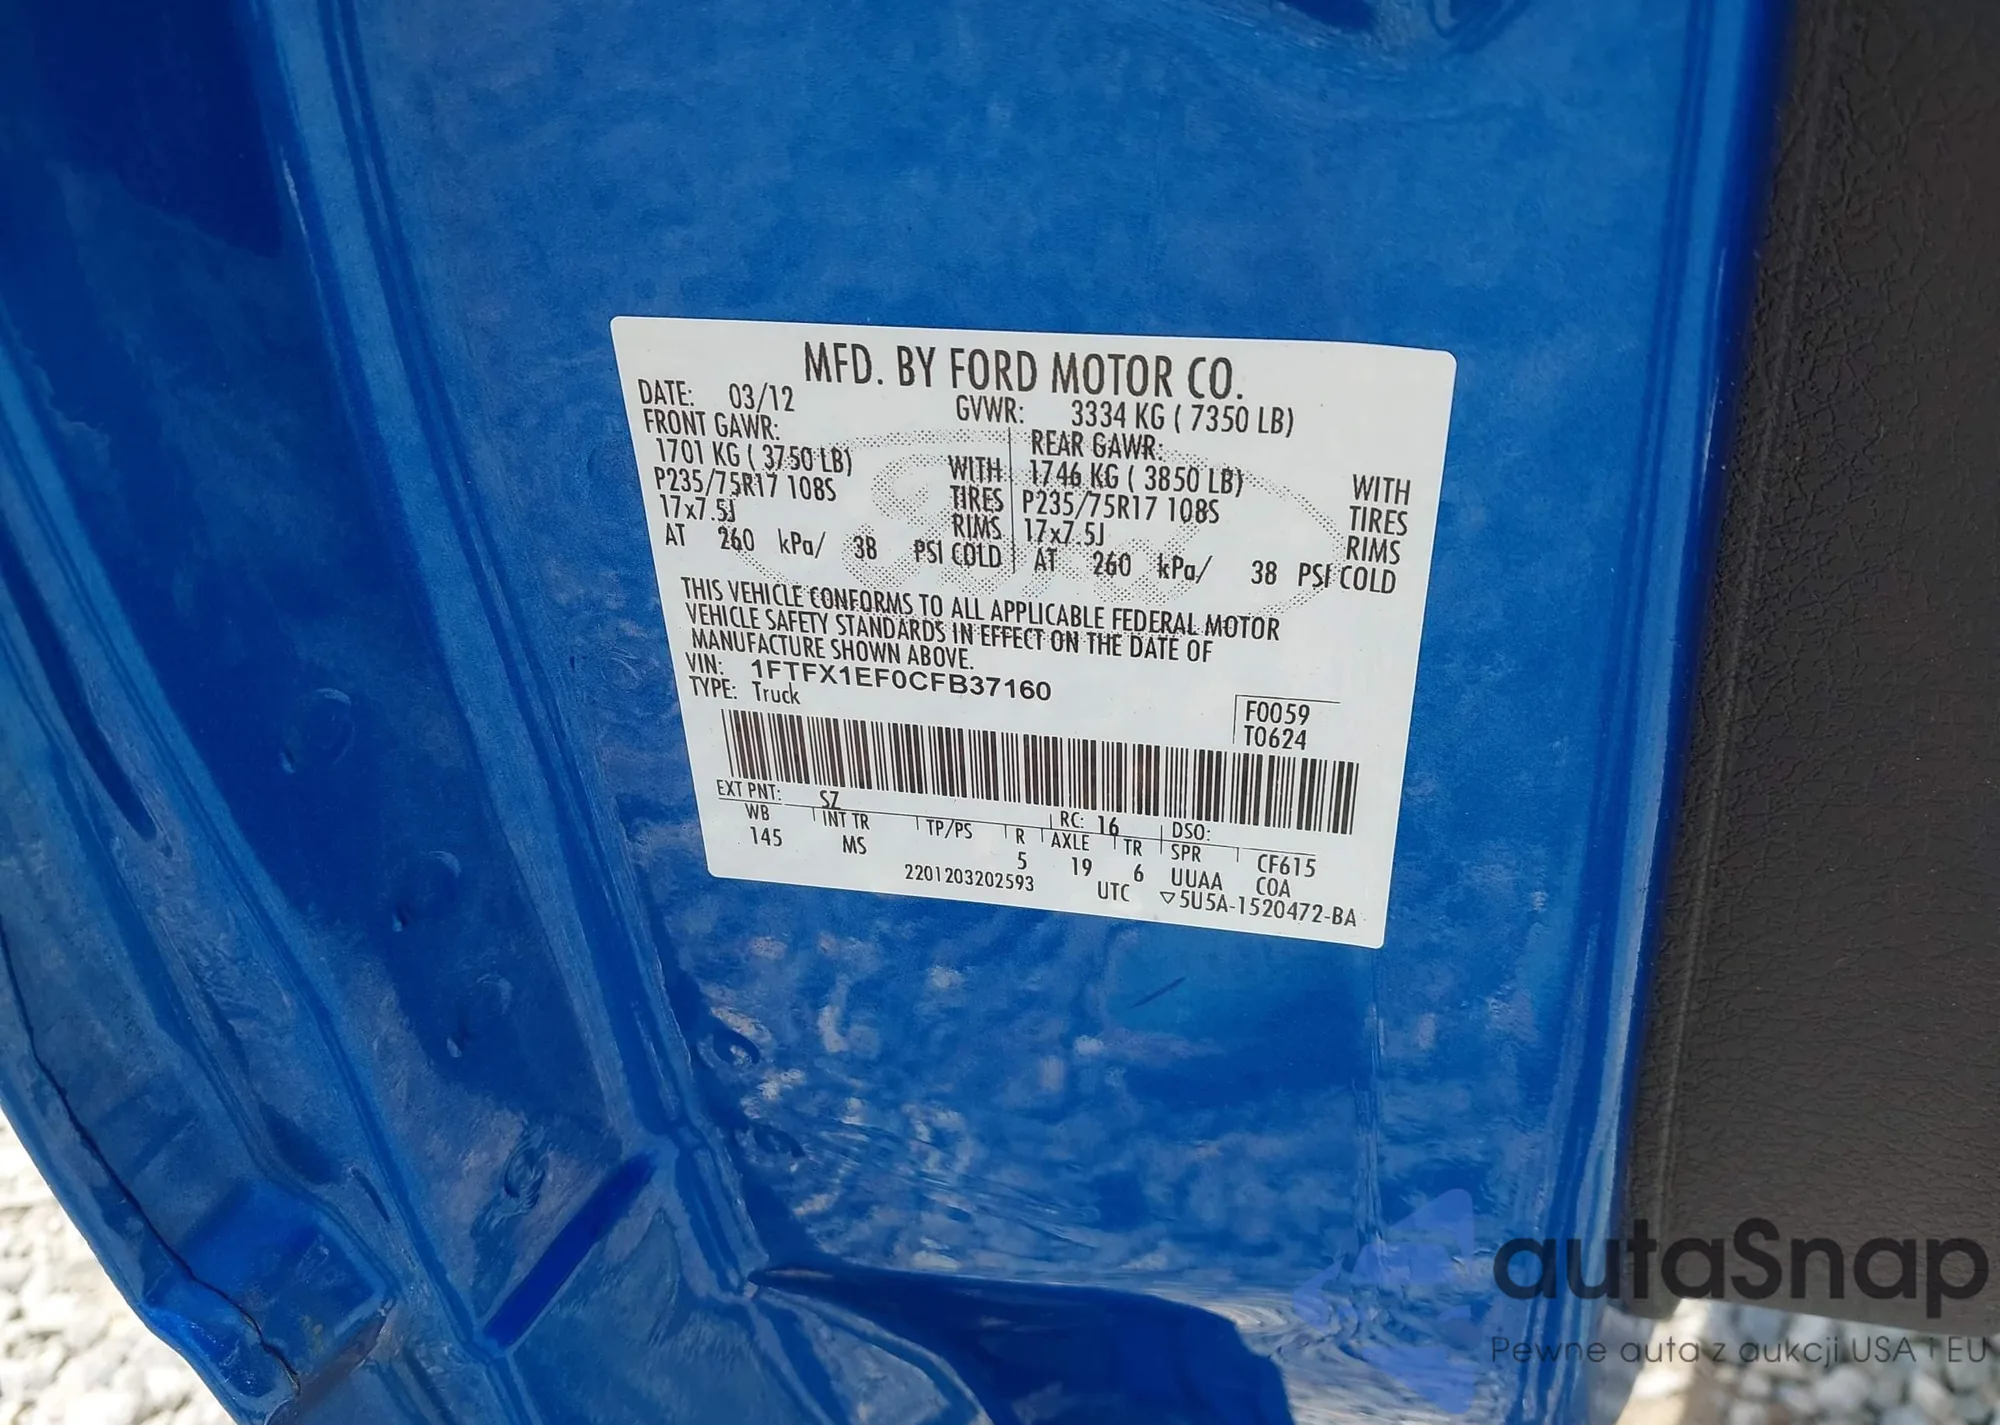 MFD. BY FORD MOTOR CO.
DATE: 03/12 GVWR: 3334 KG ( 7350 LB)
FRONT GAWR: REAR GAWR:
1701 KG ( 3750 LB) WITH 1746 KG ( 3850 LB) WITH
P235/75R17 108S TIRES P235/75R17 108S TIRES
17x7.5J RIMS 17x7.5J RIMS
AT 260 kPa/ 38 PSI COLD AT 260 kPa/ 38 PSI COLD
THIS VEHICLE CONFORMS TO ALL APPLICABLE FEDERAL MOTOR
VEHICLE SAFETY STANDARDS IN EFFECT ON THE DATE OF
MANUFACTURE SHOWN ABOVE.
VIN: 1FTFX1EF0CFB37160
TYPE: Truck
F0059
T0624
EXT PNT: SZ RC: 16 DSO:
WB INT TR TP/PS R AXLE TR SPR CF615
145 MS 5 19 6 UUAA COA
2201203202593 UTC ▽5U5A-1520472-BA
autaSnap
Pewne auta z aukcji USA i EU